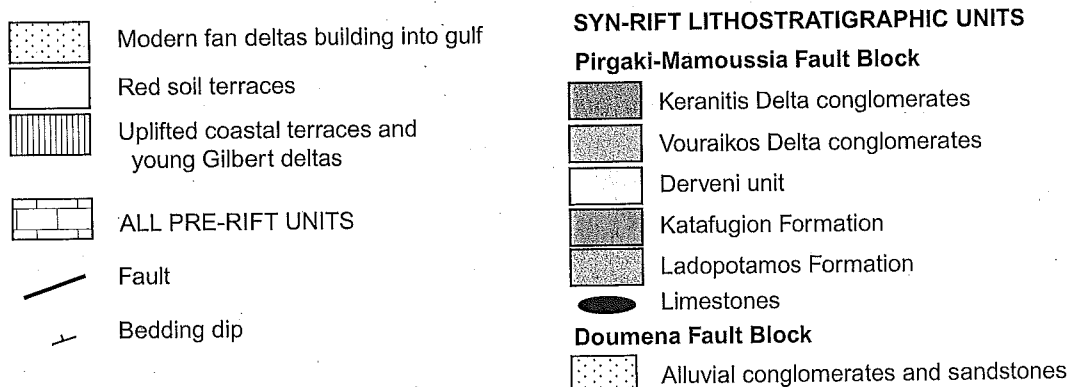 Modern fan deltas building into gulf
Red soil terraces
Uplifted coastal terraces and
young Gilbert deltas
ALL PRE-RIFT UNITS
Fault
Bedding dip
SYN-RIFT LITHOSTRATIGRAPHIC UNITS
Pirgaki-Mamoussia Fault Block
Keranitis Delta conglomerates
Vouraikos Delta conglomerates
Derveni unit
Katafugion Formation
Ladopotamos Formation
Limestones
Doumena Fault Block
Alluvial conglomerates and sandstones